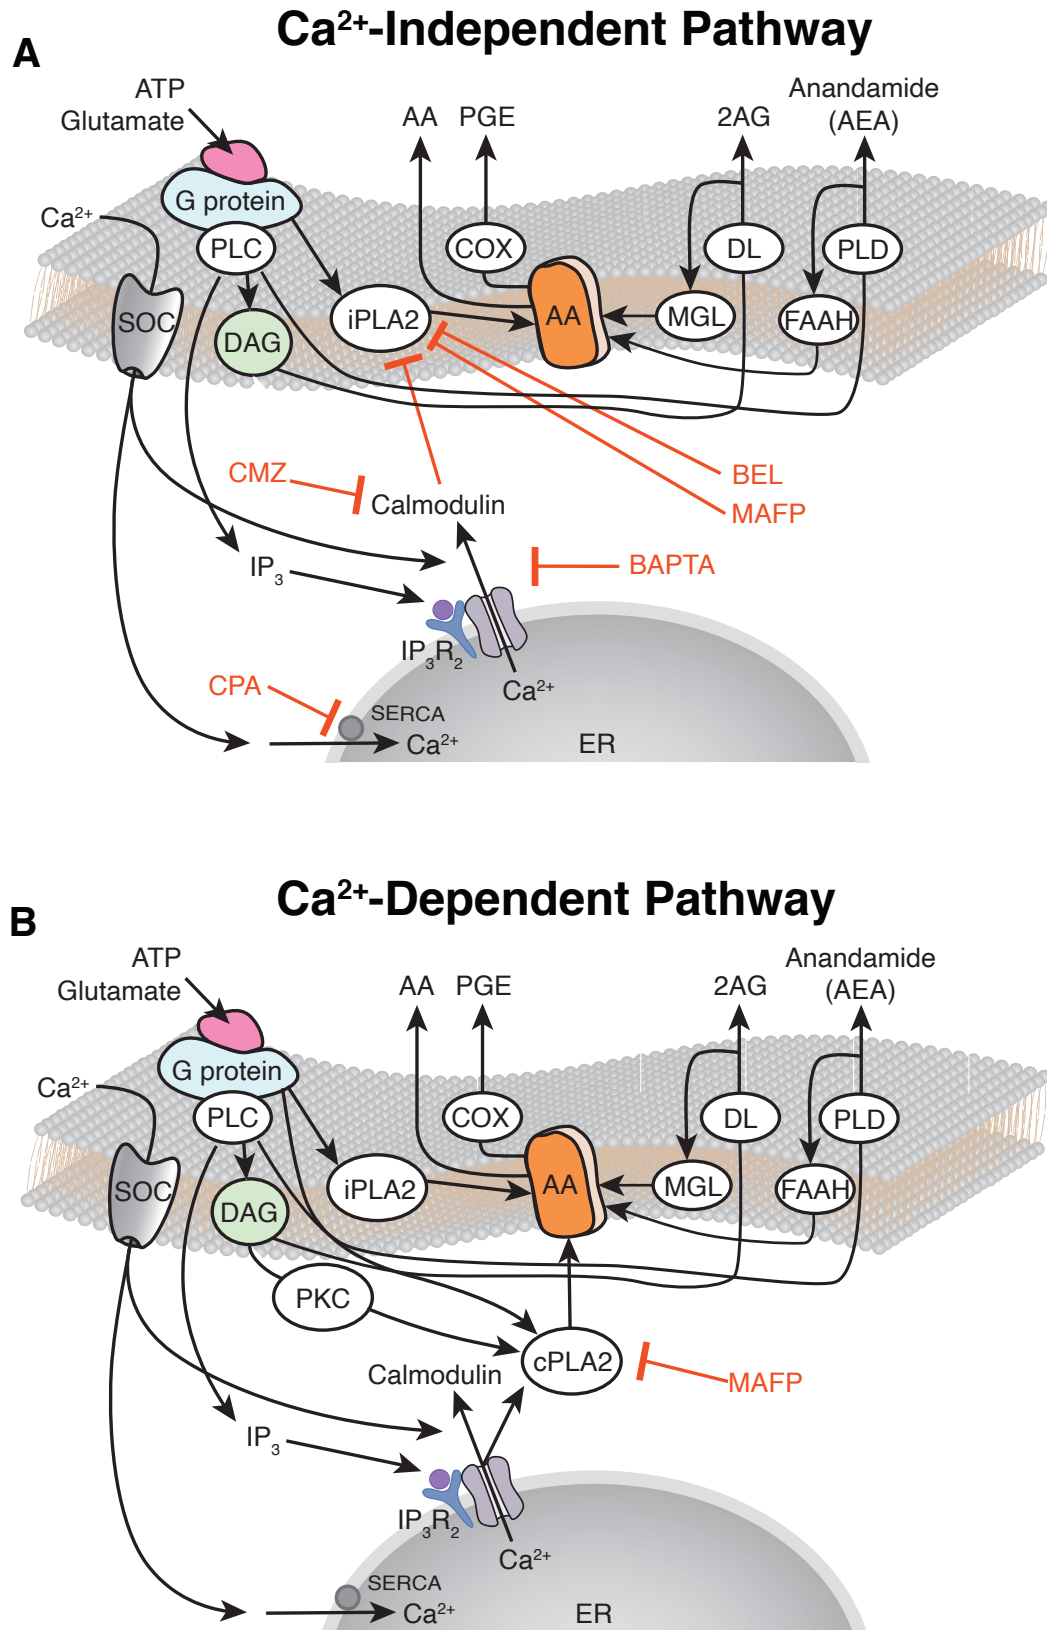 A
Ca²⁺-Independent Pathway
ATP
Glutamate
AA
PGE
2AG
Anandamide
(AEA)
Ca²⁺
G protein
PLC
COX
DL
PLD
SOC
DAG
iPLA2
AA
MGL
FAAH
CMZ
Calmodulin
BEL
MAFP
IP₃
BAPTA
IP₃R₂
CPA
SERCA
Ca²⁺
Ca²⁺
ER
B
Ca²⁺-Dependent Pathway
ATP
Glutamate
AA
PGE
2AG
Anandamide
(AEA)
Ca²⁺
G protein
PLC
COX
DL
PLD
SOC
DAG
iPLA2
AA
MGL
FAAH
PKC
Calmodulin
cPLA2
MAFP
IP₃
IP₃R₂
Ca²⁺
SERCA
Ca²⁺
ER